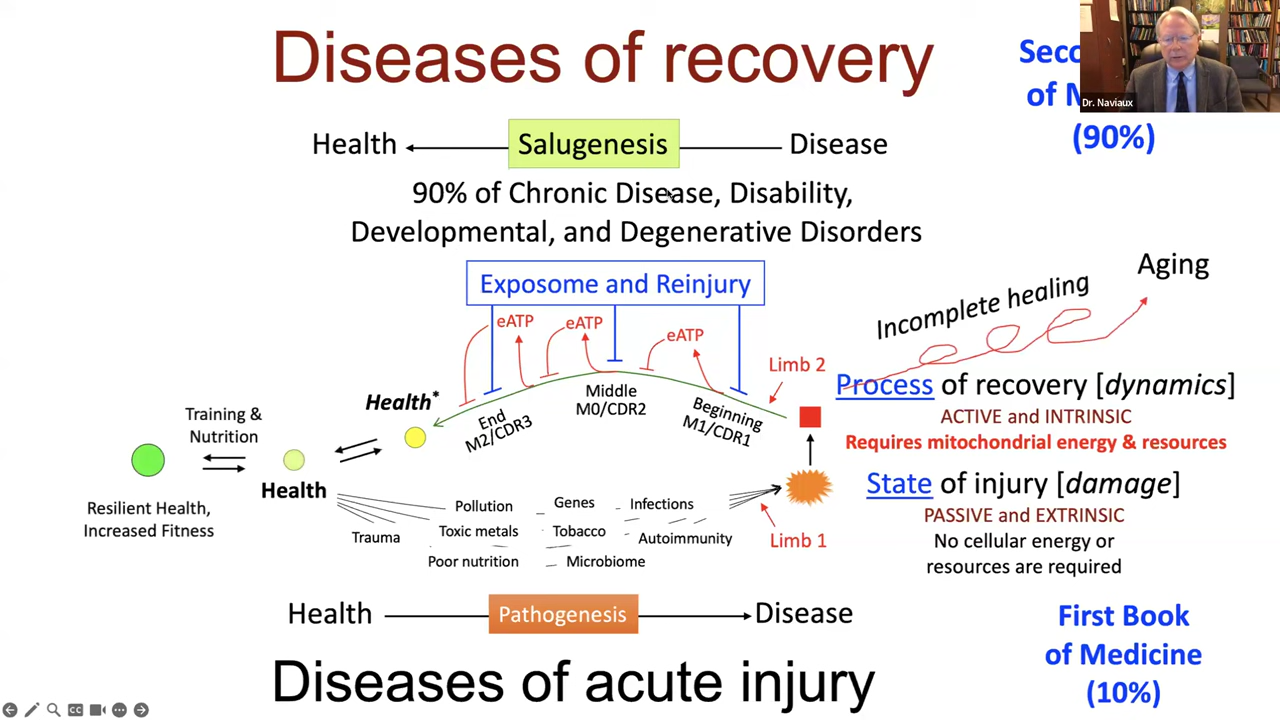 Diseases of recovery
of
(90%)
Dr. Naviaux
Health
Salugenesis
Disease
90% of Chronic Disease, Disability,
Developmental, and Degenerative Disorders
Exposome and Reinjury
Aging
Incomplete healing
eATP
eATP
eATP
Limb 2
Process of recovery [dynamics]
ACTIVE and INTRINSIC
Requires mitochondrial energy & resources
Health*
End
M2/CDR3
Middle
M0/CDR2
Beginning
M1/CDR1
Training &
Nutrition
Health
Resilient Health,
Increased Fitness
State of injury [damage]
PASSIVE and EXTRINSIC
No cellular energy or
resources are required
Pollution
Genes
Infections
Trauma
Toxic metals
Tobacco
Autoimmunity
Poor nutrition
Microbiome
Limb 1
Health
Pathogenesis
Disease
First Book
of Medicine
(10%)
Diseases of acute injury
CC